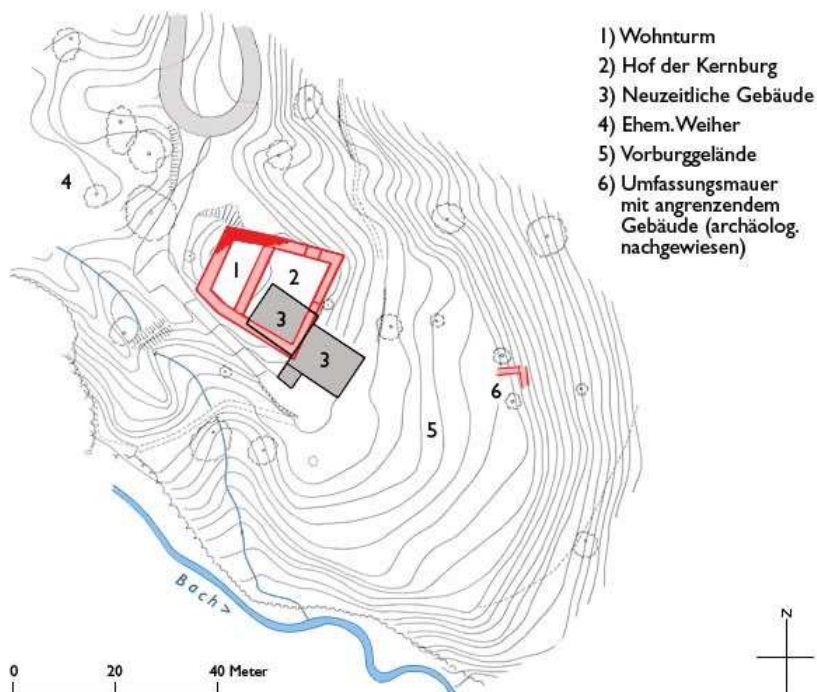 1) Wohnturm
2) Hof der Kernburg
3) Neuzeitliche Gebäude
4) Ehem. Weiher
5) Vorburggelände
6) Umfassungsmauer
mit angrenzendem
Gebäude (archäolog.
nachgewiesen)
4
1
2
3
3
6
5
Bach >
N
0 20 40 Meter